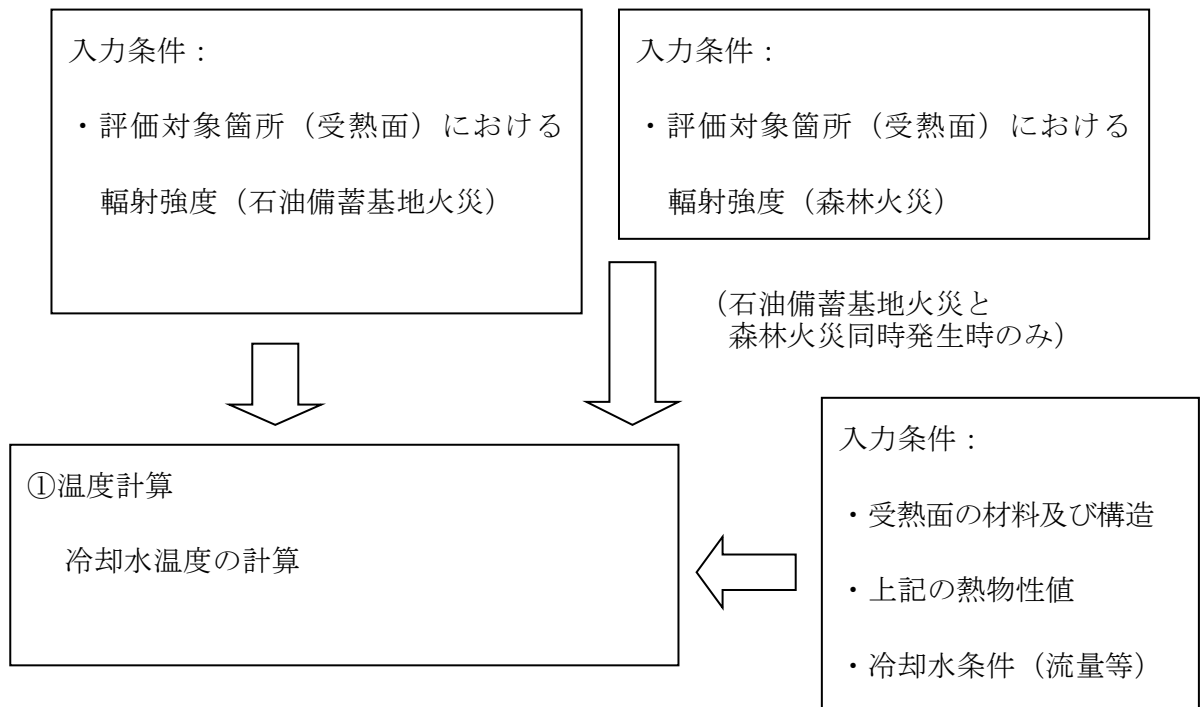 入力条件：
・評価対象箇所（受熱面）における
輻射強度（石油備蓄基地火災）
入力条件：
・評価対象箇所（受熱面）における
輻射強度（森林火災）
（石油備蓄基地火災と
森林火災同時発生時のみ）
①温度計算
冷却水温度の計算
入力条件：
・受熱面の材料及び構造
・上記の熱物性値
・冷却水条件（流量等）